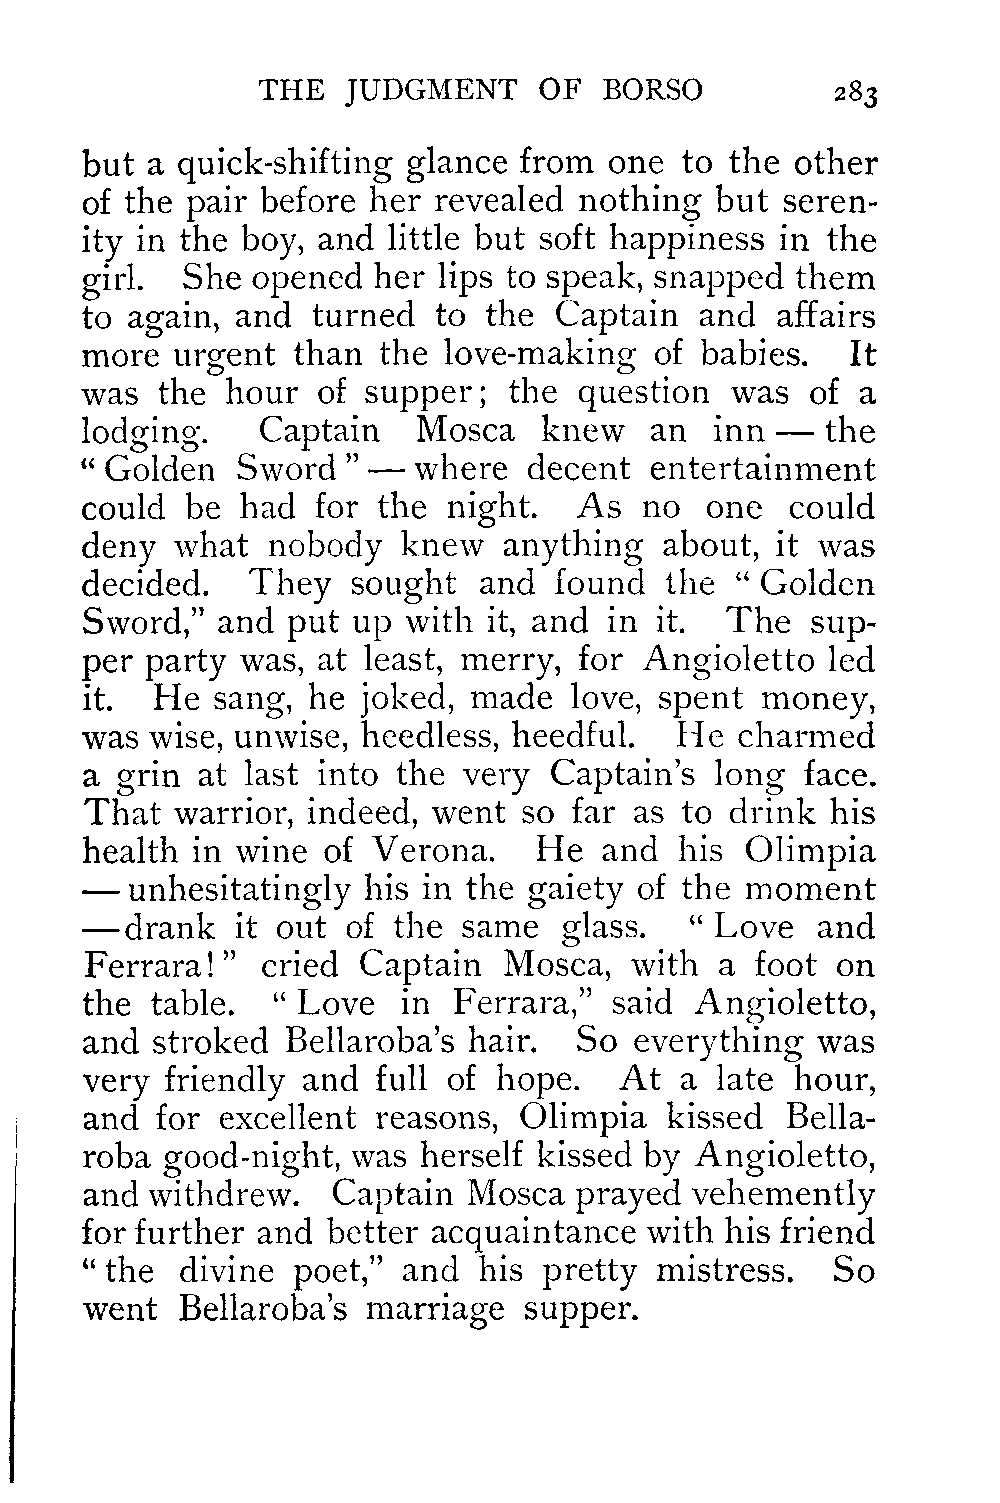 THE JUDGMENT OF BORSO 283
but a quick-shifting glance from one to the other
of the pair before her revealed nothing but seren-
ity in the boy, and little but soft happiness in the
girl. She opened her lips to speak, snapped them
to again, and turned to the Captain and affairs
more urgent than the love-making of babies. It
was the hour of supper; the question was of a
lodging. Captain Mosca knew an inn — the
“ Golden Sword ” — where decent entertainment
could be had for the night. As no one could
deny what nobody knew anything about, it was
decided. They sought and found the “ Golden
Sword,” and put up with it, and in it. The sup-
per party was, at least, merry, for Angioletto led
it. He sang, he joked, made love, spent money,
was wise, unwise, heedless, heedful. He charmed
a grin at last into the very Captain’s long face.
That warrior, indeed, went so far as to drink his
health in wine of Verona. He and his Olimpia
— unhesitatingly his in the gaiety of the moment
—drank it out of the same glass. “ Love and
Ferrara! ” cried Captain Mosca, with a foot on
the table. “ Love in Ferrara,” said Angioletto,
and stroked Bellaroba’s hair. So everything was
very friendly and full of hope. At a late hour,
and for excellent reasons, Olimpia kissed Bella-
roba good-night, was herself kissed by Angioletto,
and withdrew. Captain Mosca prayed vehemently
for further and better acquaintance with his friend
“ the divine poet,” and his pretty mistress. So
went Bellaroba’s marriage supper.